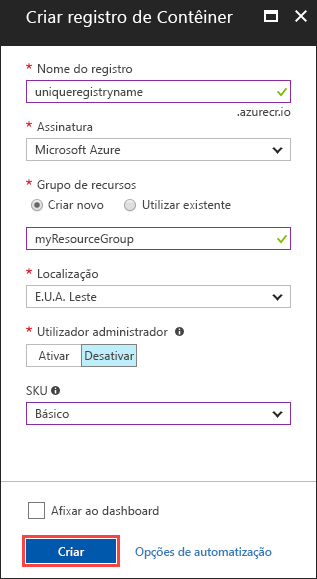 Criar registro de Contêiner
* Nome do registro
uniqueregistryname
.azurecr.io
* Assinatura
Microsoft Azure
* Grupo de recursos
Criar novo Utilizar existente
myResourceGroup
* Localização
E.U.A. Leste
* Utilizador administrador
Ativar Desativar
SKU
Básico
Afixar ao dashboard
Criar Opções de automatização